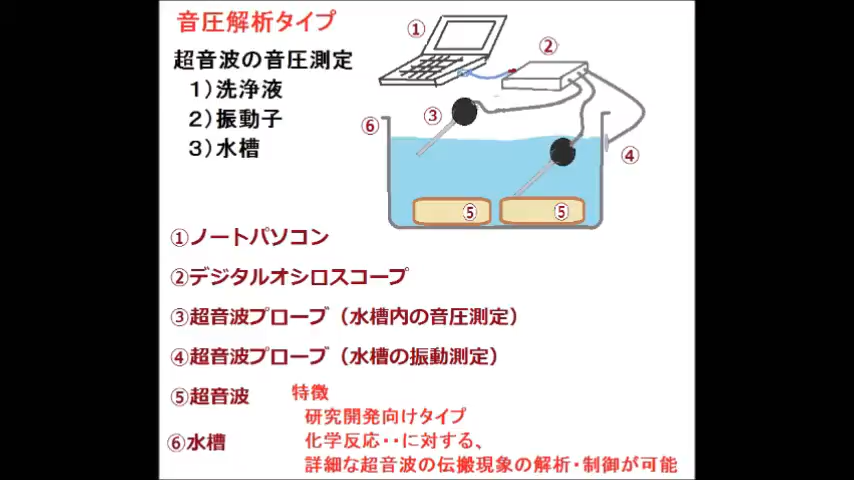 音圧解析タイプ
超音波の音圧測定
1)洗浄液
2)振動子
3)水槽
①
②
③
⑥
④
⑤
⑤
①ノートパソコン
②デジタルオシロスコープ
③超音波プローブ(水槽内の音圧測定)
④超音波プローブ(水槽の振動測定)
⑤超音波
⑥水槽
特徴
研究開発向けタイプ
化学反応・・に対する、
詳細な超音波の伝搬現象の解析・制御が可能